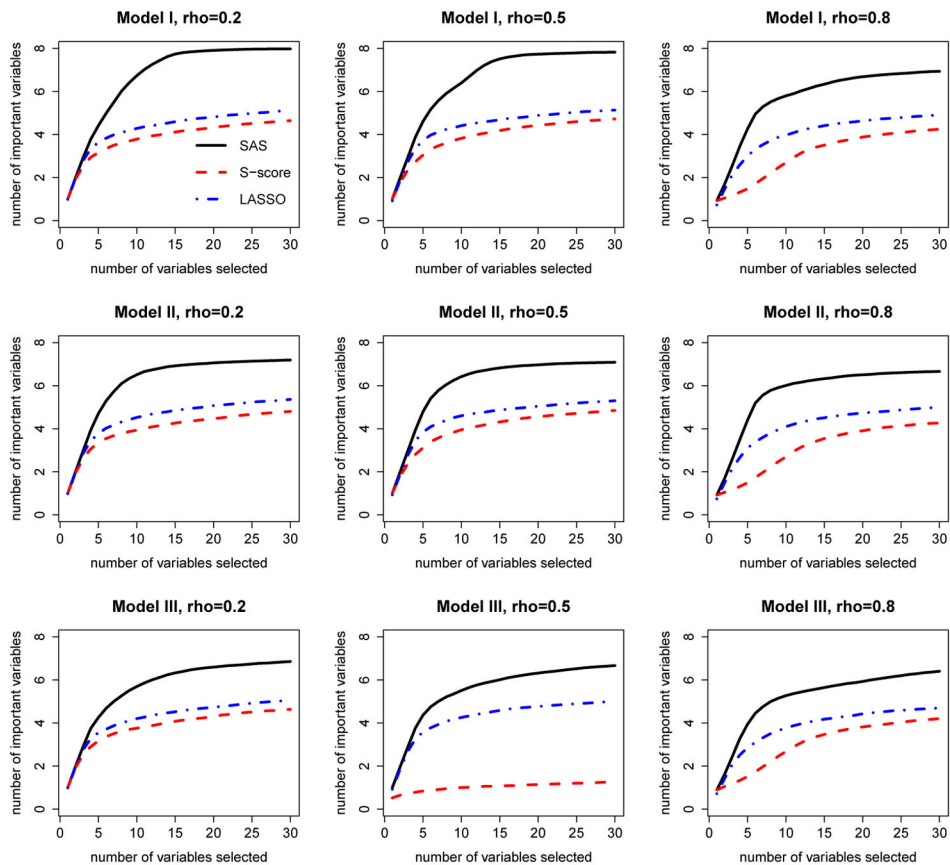 Model I, rho=0.2
number of important variables
0 2 4 6 8
SAS
S−score
LASSO
0 5 10 15 20 25 30
number of variables selected
Model I, rho=0.5
number of important variables
0 2 4 6 8
0 5 10 15 20 25 30
number of variables selected
Model I, rho=0.8
number of important variables
0 2 4 6 8
0 5 10 15 20 25 30
number of variables selected
Model II, rho=0.2
number of important variables
0 2 4 6 8
0 5 10 15 20 25 30
number of variables selected
Model II, rho=0.5
number of important variables
0 2 4 6 8
0 5 10 15 20 25 30
number of variables selected
Model II, rho=0.8
number of important variables
0 2 4 6 8
0 5 10 15 20 25 30
number of variables selected
Model III, rho=0.2
number of important variables
0 2 4 6 8
0 5 10 15 20 25 30
number of variables selected
Model III, rho=0.5
number of important variables
0 2 4 6 8
0 5 10 15 20 25 30
number of variables selected
Model III, rho=0.8
number of important variables
0 2 4 6 8
0 5 10 15 20 25 30
number of variables selected